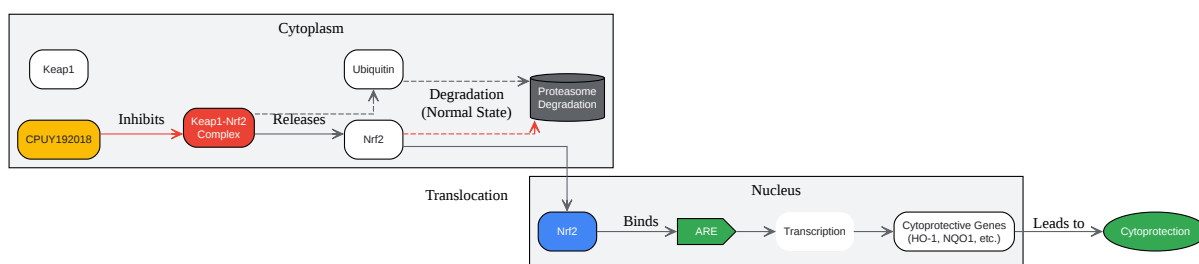 Cytoplasm
Keap1
Ubiquitin
Proteasome
Degradation
Degradation
(Normal State)
Inhibits
CPUY192018
Keap1-Nrf2
Complex
Releases
Nrf2
Translocation
Nucleus
Nrf2
Binds
ARE
Transcription
Cytoprotective Genes
(HO-1, NQO1, etc.)
Leads to
Cytoprotection